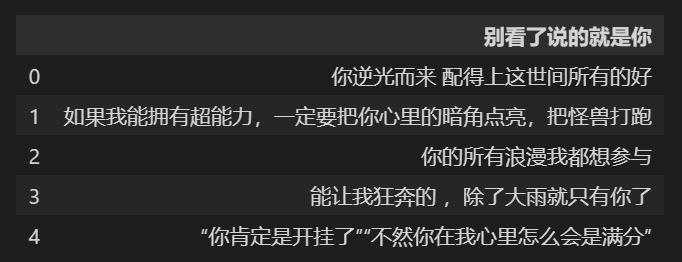 别看了说的就是你
0 你逆光而来 配得上这世间所有的好
1 如果我能拥有超能力，一定要把你心里的暗角点亮，把怪兽打跑
2 你的所有浪漫我都想参与
3 能让我狂奔的 ，除了大雨就只有你了
4 “你肯定是开挂了”“不然你在我心里怎么会是满分”